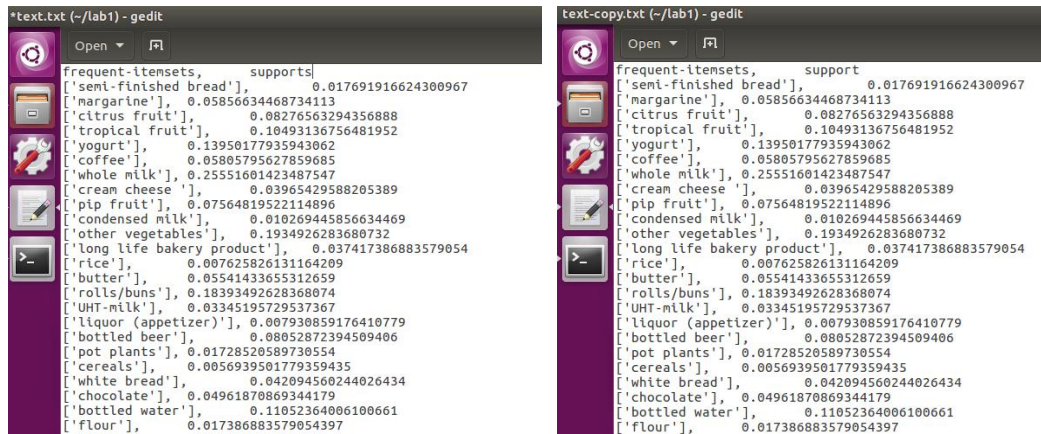 *text.txt (~/lab1) - gedit
Open
frequent-itemsets, supports
['semi-finished bread'], 0.017691916624300967
['margarine'], 0.05856634468734113
['citrus fruit'], 0.08276563294356888
['tropical fruit'], 0.10493136756481952
['yogurt'], 0.13950177935943062
['coffee'], 0.05805795627859685
['whole milk'], 0.25551601423487547
['cream cheese '], 0.03965429588205389
['pip fruit'], 0.07564819522114896
['condensed milk'], 0.010269445856634469
['other vegetables'], 0.1934926283680732
['long life bakery product'], 0.037417386883579054
['rice'], 0.007625826131164209
['butter'], 0.05541433655312659
['rolls/buns'], 0.18393492628368074
['UHT-milk'], 0.03345195729537367
['liquor (appetizer)'], 0.007930859176410779
['bottled beer'], 0.08052872394509406
['pot plants'], 0.01728520589730554
['cereals'], 0.0056939501779359435
['white bread'], 0.042094560244026434
['chocolate'], 0.04961870869344179
['bottled water'], 0.11052364006100661
['flour'], 0.017386883579054397
text-copy.txt (~/lab1) - gedit
Open
frequent-itemsets, support
['semi-finished bread'], 0.017691916624300967
['margarine'], 0.05856634468734113
['citrus fruit'], 0.08276563294356888
['tropical fruit'], 0.10493136756481952
['yogurt'], 0.13950177935943062
['coffee'], 0.05805795627859685
['whole milk'], 0.25551601423487547
['cream cheese '], 0.03965429588205389
['pip fruit'], 0.07564819522114896
['condensed milk'], 0.010269445856634469
['other vegetables'], 0.1934926283680732
['long life bakery product'], 0.037417386883579054
['rice'], 0.007625826131164209
['butter'], 0.05541433655312659
['rolls/buns'], 0.18393492628368074
['UHT-milk'], 0.03345195729537367
['liquor (appetizer)'], 0.007930859176410779
['bottled beer'], 0.08052872394509406
['pot plants'], 0.01728520589730554
['cereals'], 0.0056939501779359435
['white bread'], 0.042094560244026434
['chocolate'], 0.04961870869344179
['bottled water'], 0.11052364006100661
['flour'], 0.017386883579054397